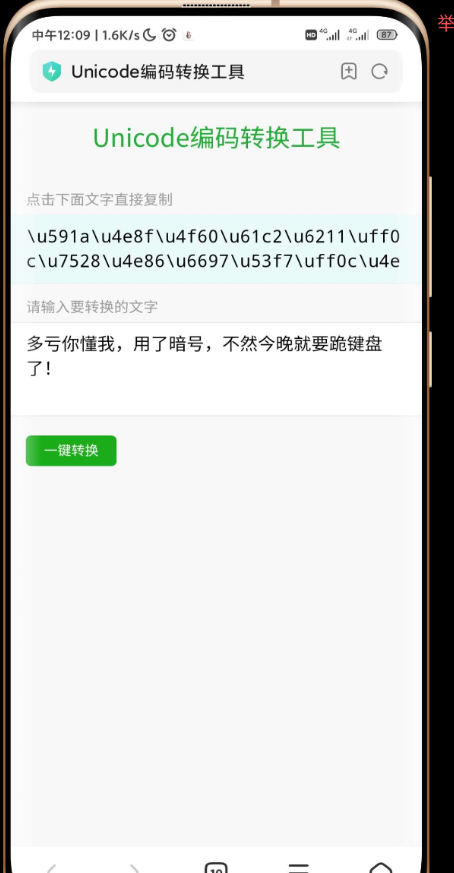 举
中午12:09 | 1.6K/s
HD 4G 4G 87
Unicode编码转换工具
Unicode编码转换工具
点击下面文字直接复制
\u591a\u4e8f\u4f60\u61c2\u6211\uff0
c\u7528\u4e86\u6697\u53f7\uff0c\u4e
请输入要转换的文字
多亏你懂我，用了暗号，不然今晚就要跪键盘
了！
一键转换
10